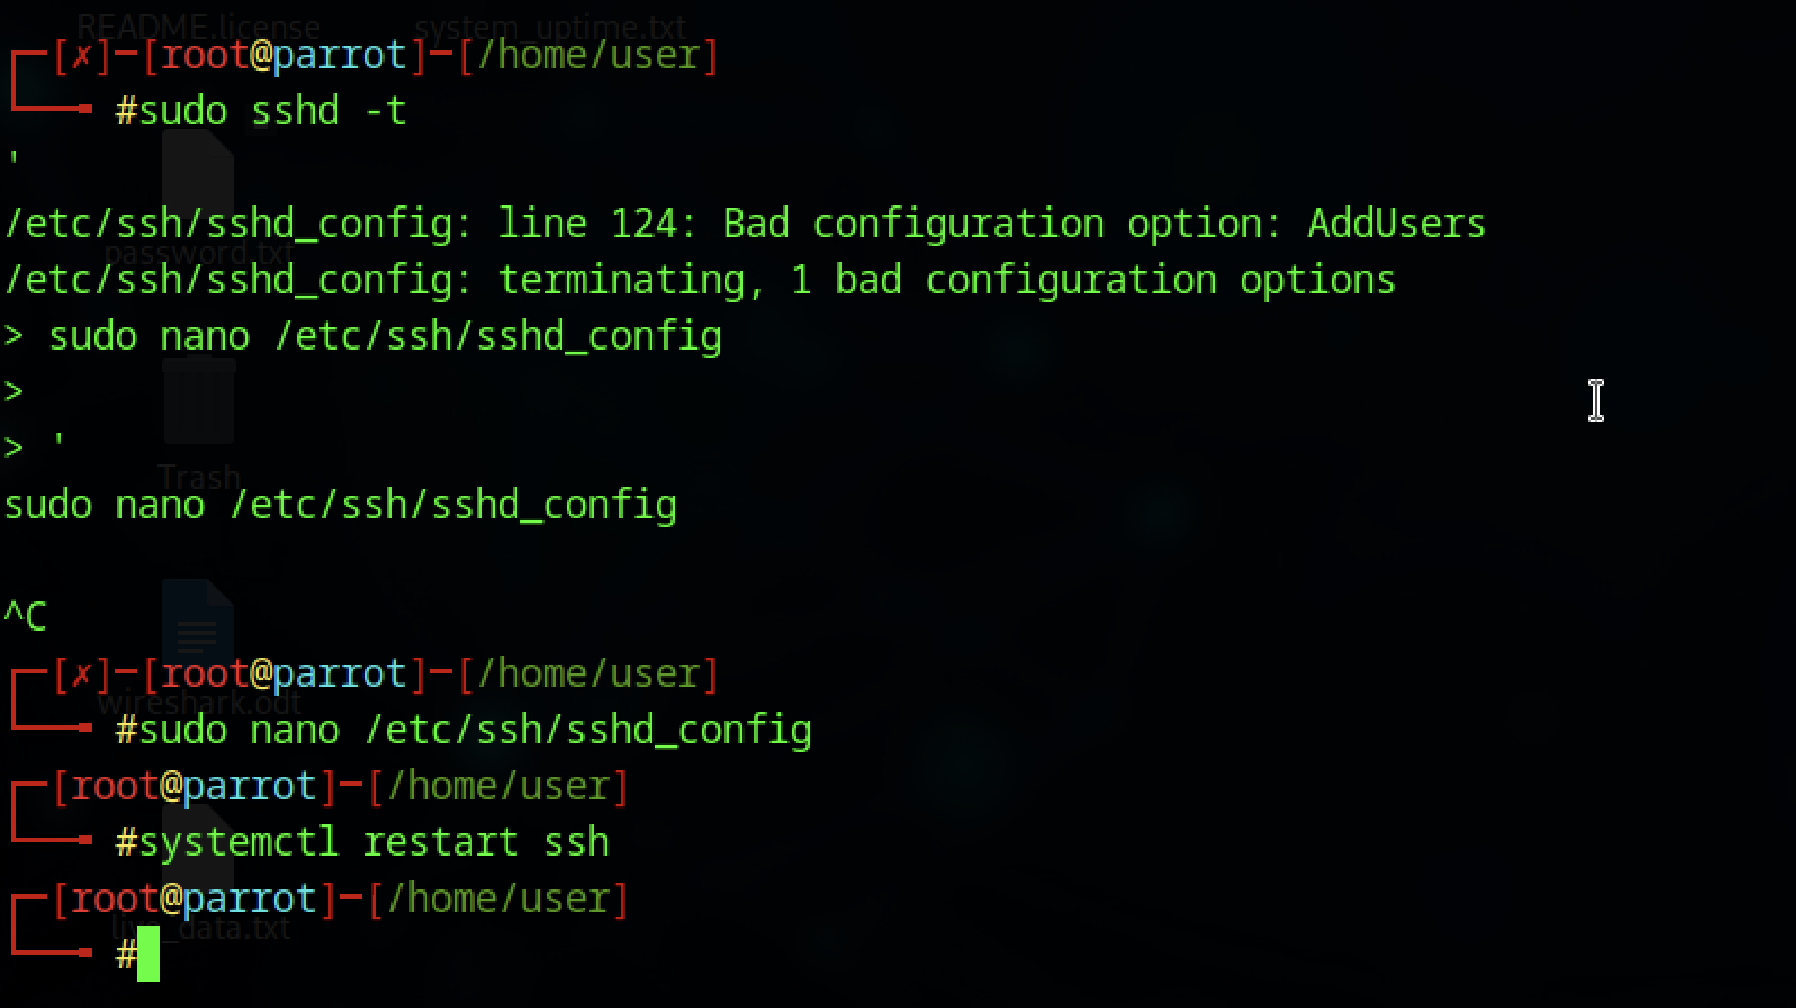 README.license system_uptime.txt
[✗]-[root@parrot]-[/home/user]
#sudo sshd -t
'
/etc/ssh/sshd_config: line 124: Bad configuration option: AddUsers
password.txt
/etc/ssh/sshd_config: terminating, 1 bad configuration options
> sudo nano /etc/ssh/sshd_config
>
> '
Trash
sudo nano /etc/ssh/sshd_config
^C
[✗]-[root@parrot]-[/home/user]
wireshark.odt
#sudo nano /etc/ssh/sshd_config
[root@parrot]-[/home/user]
#systemctl restart ssh
[root@parrot]-[/home/user]
live_data.txt
#